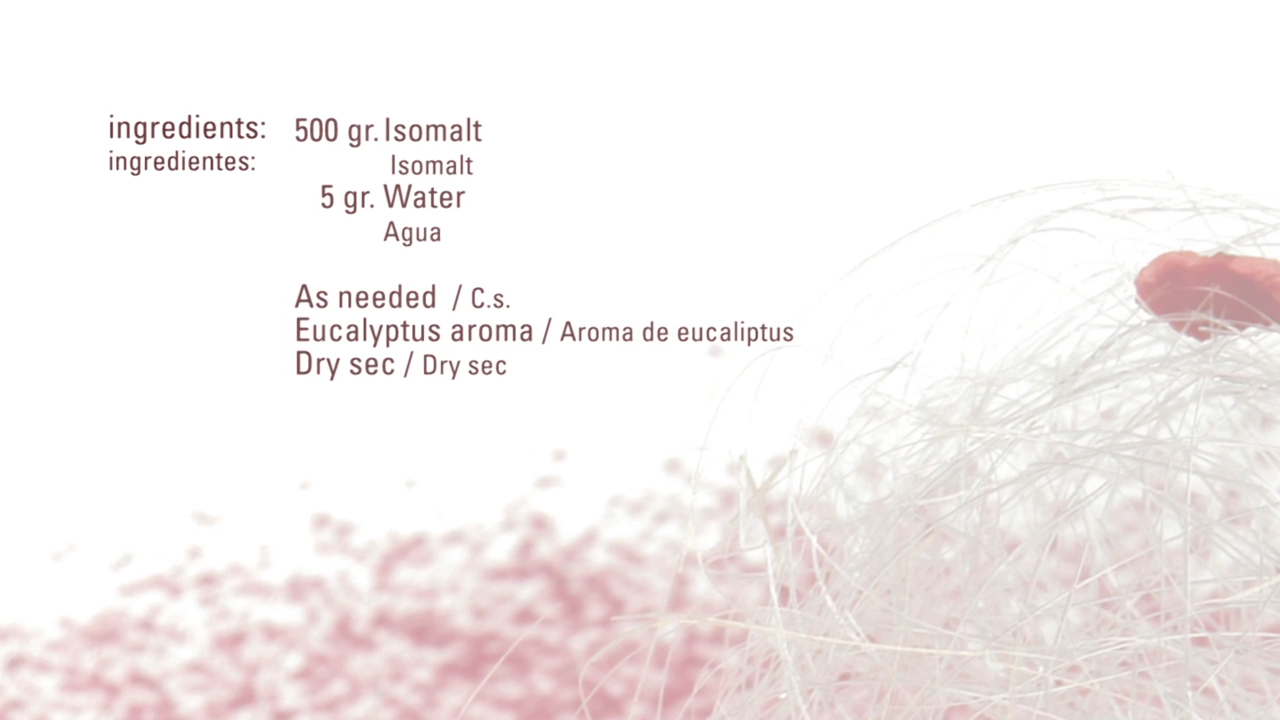 ingredients: 500 gr. Isomalt
ingredientes: Isomalt
5 gr. Water
Agua
As needed / C.s.
Eucalyptus aroma / Aroma de eucaliptus
Dry sec / Dry sec